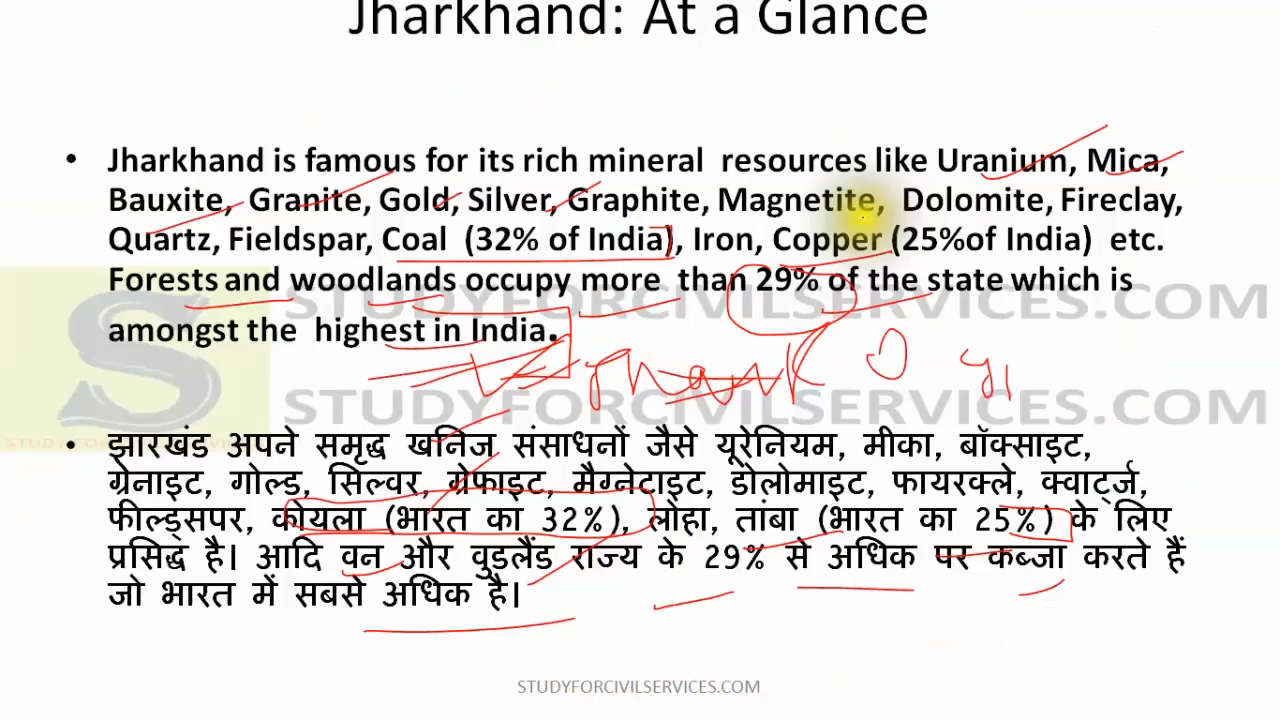 Jharkhand: At a Glance
• Jharkhand is famous for its rich mineral resources like Uranium, Mica,
Bauxite, Granite, Gold, Silver, Graphite, Magnetite, Dolomite, Fireclay,
Quartz, Fieldspar, Coal (32% of India), Iron, Copper (25%of India) etc.
Forests and woodlands occupy more than 29% of the state which is
amongst the highest in India.
STUDYFORCIVILSERVICES.COM
STUDYFORCIVILSERVICES.COM
• झारखंड अपने समृद्ध खनिज संसाधनों जैसे यूरेनियम, मीका, बॉक्साइट,
ग्रेनाइट, गोल्ड, सिल्वर, ग्रेफाइट, मैग्नेटाइट, डोलोमाइट, फायरक्ले, क्वार्ट्ज,
फील्ड्सपर, कोयला (भारत का 32%), लोहा, तांबा (भारत का 25%) के लिए
प्रसिद्ध है। आदि वन और वुडलैंड राज्य के 29% से अधिक पर कब्जा करते हैं
जो भारत में सबसे अधिक है।
STUDYFORCIVILSERVICES.COM